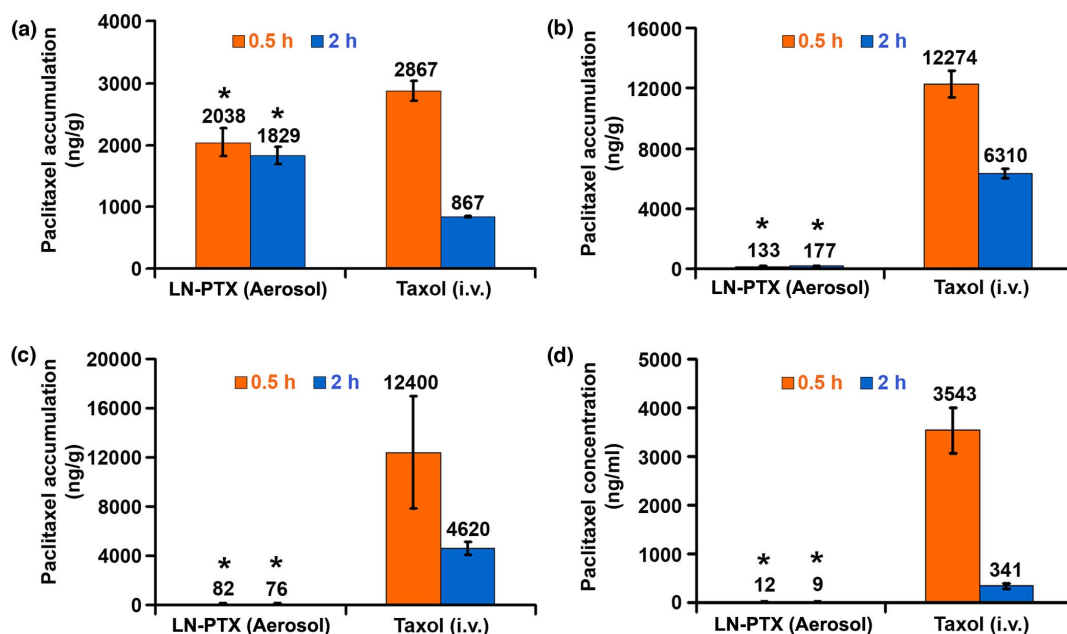 (a)
Paclitaxel accumulation
(ng/g)
4000
3000
2000
1000
0
0.5 h 2 h
*
2038
*
1829
2867
867
LN-PTX (Aerosol) Taxol (i.v.)
(b)
Paclitaxel accumulation
(ng/g)
16000
12000
8000
4000
0
0.5 h 2 h
*
133
*
177
12274
6310
LN-PTX (Aerosol) Taxol (i.v.)
(c)
Paclitaxel accumulation
(ng/g)
20000
16000
12000
8000
4000
0
0.5 h 2 h
*
82
*
76
12400
4620
LN-PTX (Aerosol) Taxol (i.v.)
(d)
Paclitaxel concentration
(ng/ml)
5000
4000
3000
2000
1000
0
0.5 h 2 h
*
12
*
9
3543
341
LN-PTX (Aerosol) Taxol (i.v.)